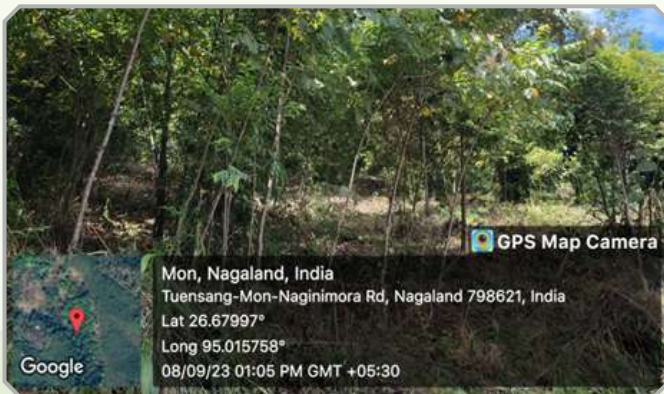 GPS Map Camera
Mon, Nagaland, India
Tuensang-Mon-Naginimora Rd, Nagaland 798621, India
Lat 26.67997°
Long 95.015758°
08/09/23 01:05 PM GMT +05:30
Google